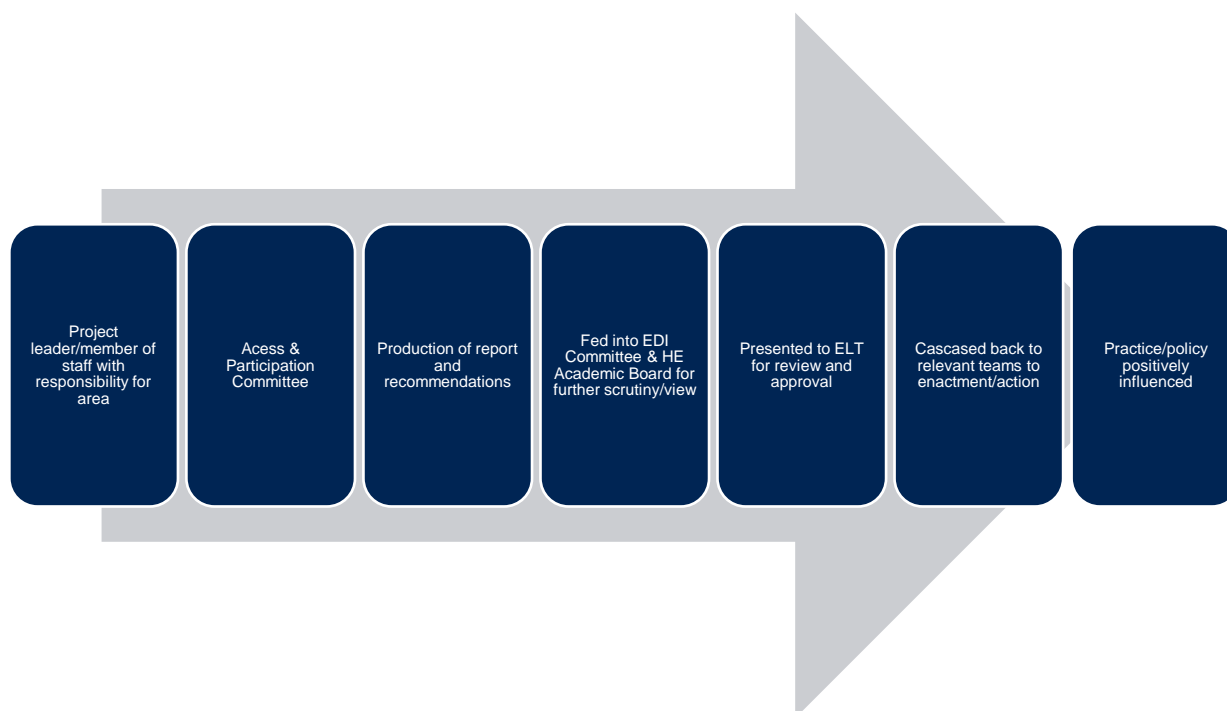 Project
leader/member of
staff with
responsibility for
area
Acess &
Participation
Committee
Production of report
and
recommendations
Fed into EDI
Committee & HE
Academic Board for
further scrutiny/view
Presented to ELT
for review and
approval
Cascased back to
relevant teams to
enactment/action
Practice/policy
positively
influenced